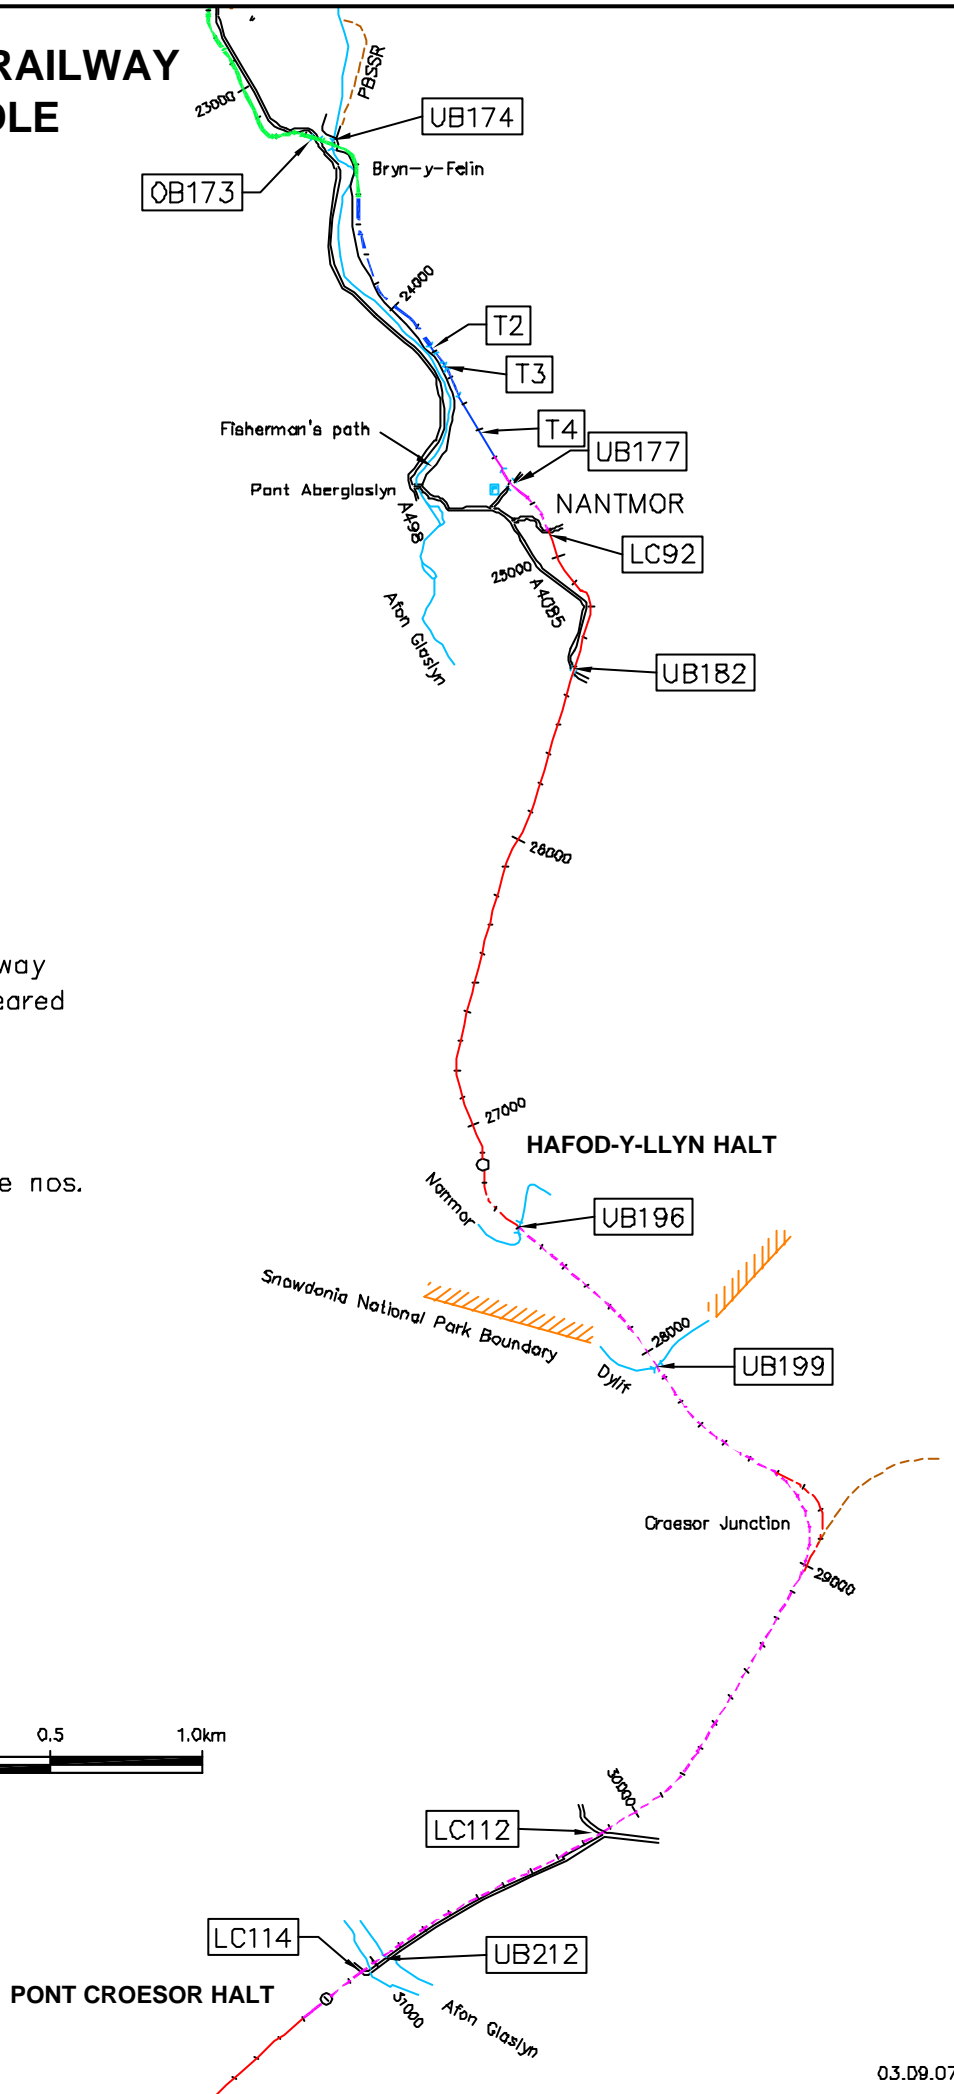 RAILWAY
OLE
PBSSR
23000
UB174
Bryn-y-Felin
OB173
24000
T2
T3
T4
Fisherman's path
UB177
Pont Aberglaslyn
NANTMOR
A498
LC92
25000
A4085
Afon Glaslyn
UB182
26000
way
eared
27000
HAFOD-Y-LLYN HALT
e nos.
Nanmor
UB196
Snowdonia National Park Boundary
28000
UB199
Dylif
Croesor Junction
29000
0.5
1.0km
30000
LC112
LC114
UB212
PONT CROESOR HALT
31000
Afon Glaslyn
03.09.07